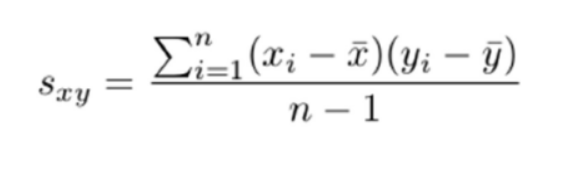 s_{xy} = \frac{\sum_{i=1}^{n}(x_i - \bar{x})(y_i - \bar{y})}{n - 1}